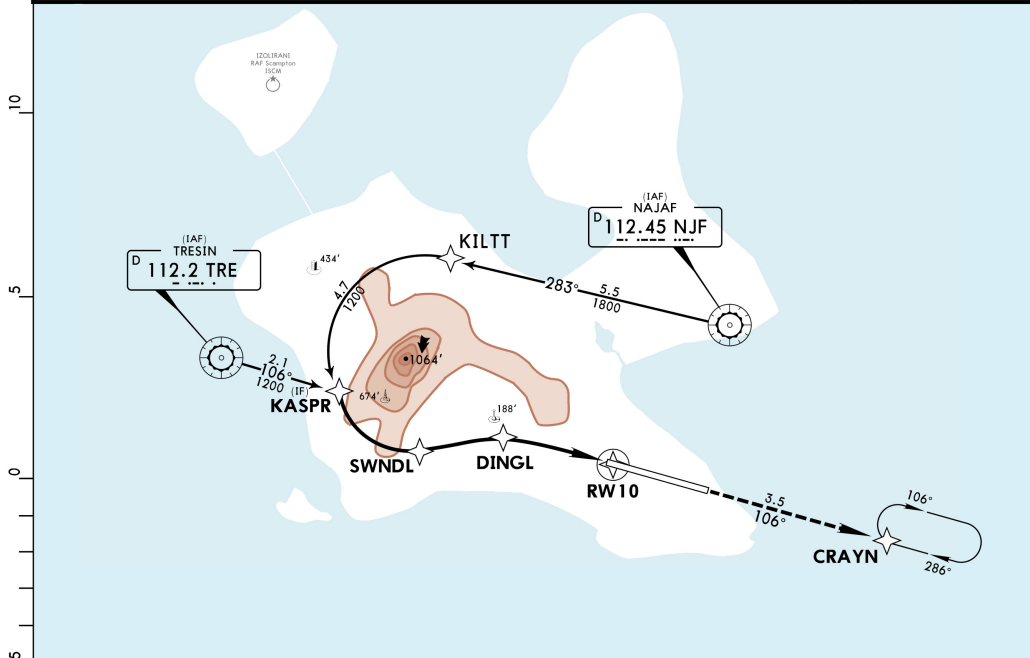 IZOLIRANI
RAF Scampton
ISCM
10
(IAF)
NAJAF
D 112.45 NJF
(IAF)
TRESIN
D 112.2 TRE
KILTT
434'
283°
5.5
1800
5
4.7
1200
2.1
106°
1200
(IF)
KASPR
1064'
674'
188'
SWNDL
DINGL
0
RW10
3.5
106°
106°
286°
CRAYN
5